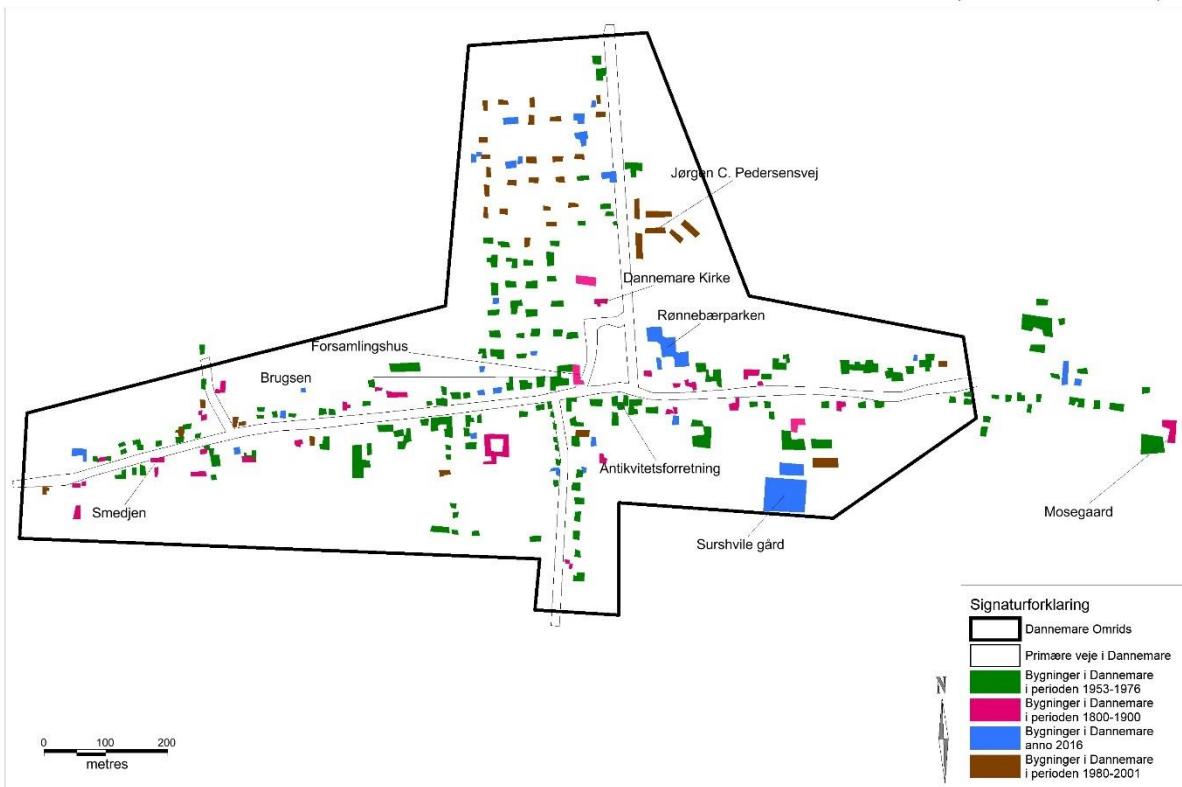 Jørgen C. Pedersensvej
Dannemare Kirke
Rønnebærparken
Forsamlingshus
Brugsen
Antikvitetsforretning
Smedjen
Surshvile gård
Mosegaard
Signaturforklaring
Dannemare Omrids
Primære veje i Dannemare
Bygninger i Dannemare
i perioden 1953-1976
Bygninger i Dannemare
i perioden 1800-1900
Bygninger i Dannemare
anno 2016
Bygninger i Dannemare
i perioden 1980-2001
N
0 100 200
metres